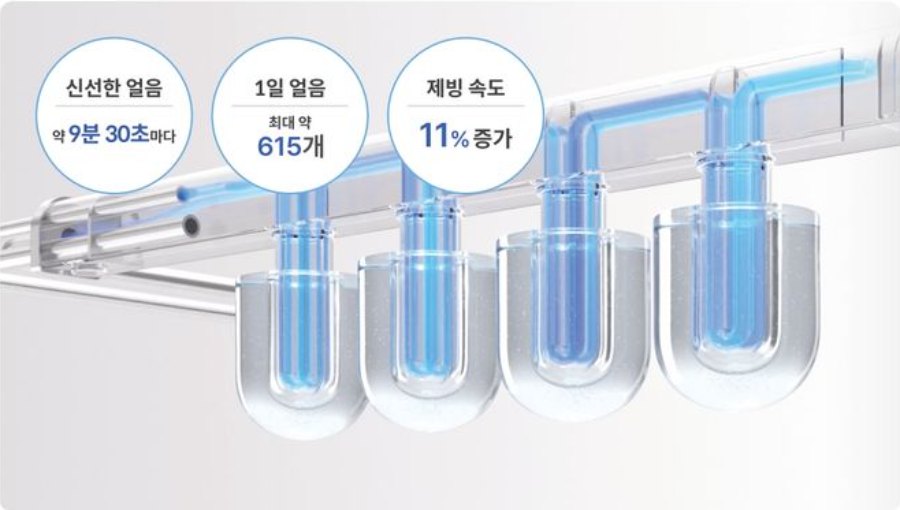 신선한 얼음
약 9분 30초마다
1일 얼음
최대 약
615개
제빙 속도
11% 증가